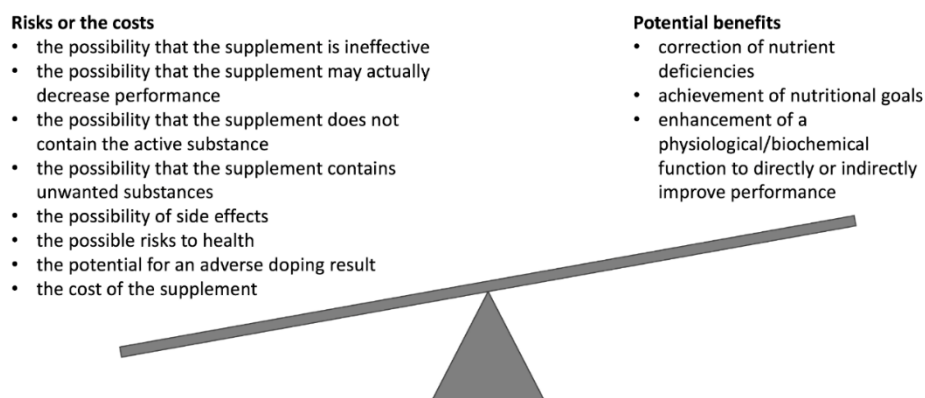 Risks or the costs
• the possibility that the supplement is ineffective
• the possibility that the supplement may actually
decrease performance
• the possibility that the supplement does not
contain the active substance
• the possibility that the supplement contains
unwanted substances
• the possibility of side effects
• the possible risks to health
• the potential for an adverse doping result
• the cost of the supplement
Potential benefits
• correction of nutrient
deficiencies
• achievement of nutritional goals
• enhancement of a
physiological/biochemical
function to directly or indirectly
improve performance